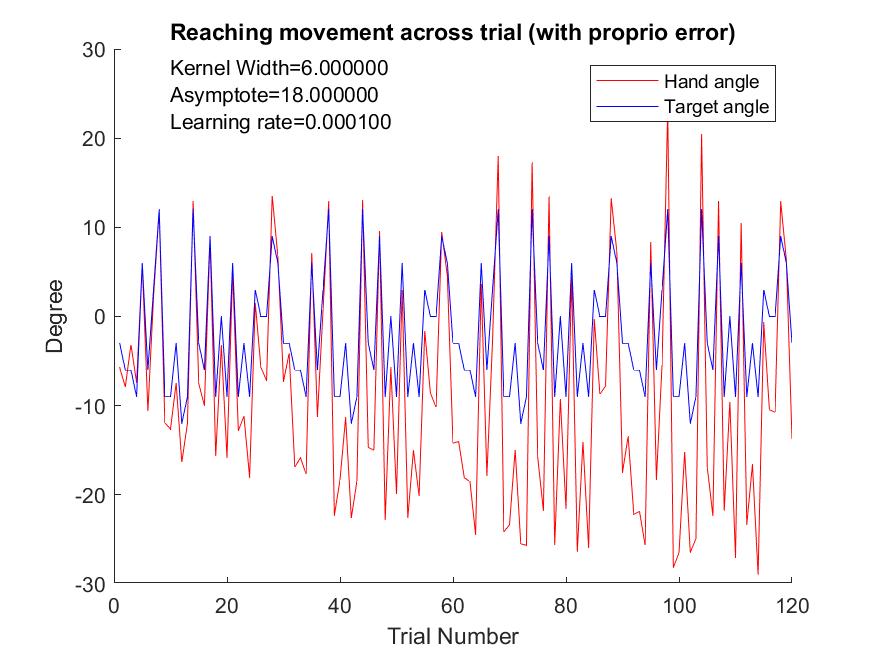 Reaching movement across trial (with proprio error)
Kernel Width=6.000000
Asymptote=18.000000
Learning rate=0.000100
Hand angle
Target angle
30
20
10
0
-10
-20
-30
Degree
0
20
40
60
80
100
120
Trial Number